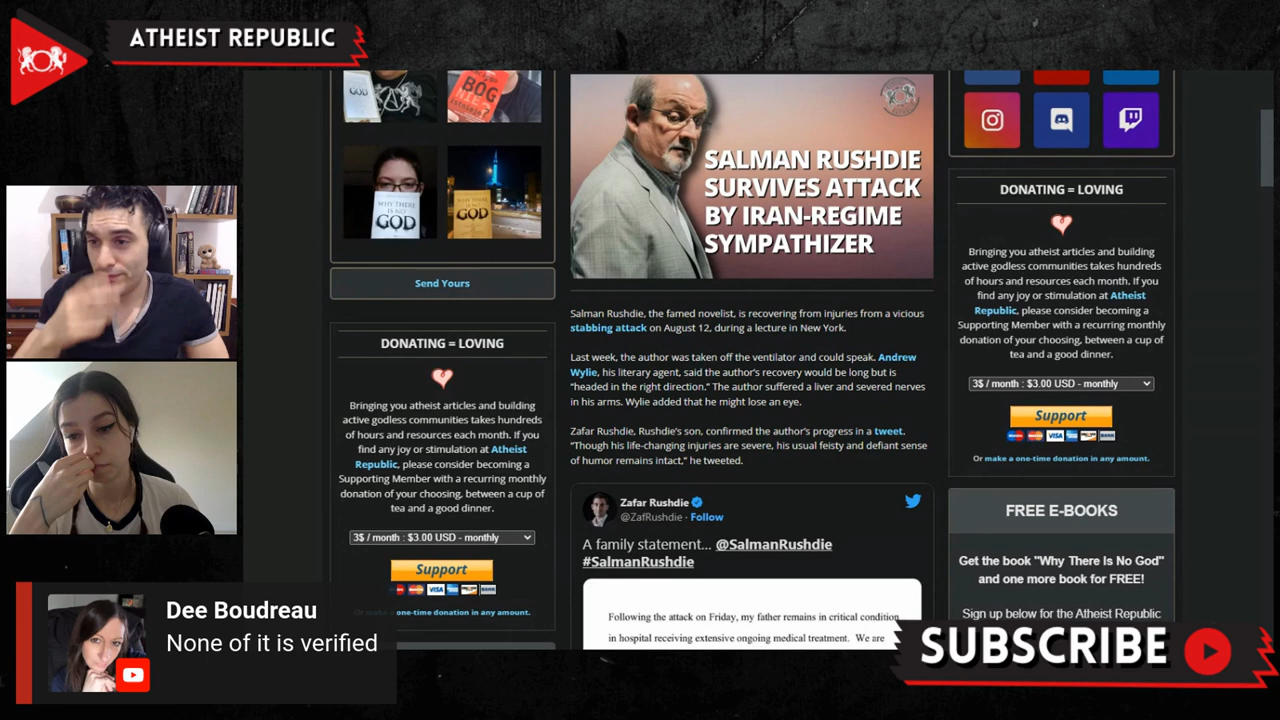 ATHEIST REPUBLIC
GOD
BOG
WHY THERE
IS NO
GOD
GOD
Send Yours
DONATING = LOVING
Bringing you atheist articles and building
active godless communities takes hundreds
of hours and resources each month. If you
find any joy or stimulation at Atheist
Republic, please consider becoming a
Supporting Member with a recurring monthly
donation of your choosing, between a cup of
tea and a good dinner.
3$ / month : $3.00 USD - monthly
Support
VISA
BANK
one-time donation in any amount.
SALMAN RUSHDIE
SURVIVES ATTACK
BY IRAN-REGIME
SYMPATHIZER
Salman Rushdie, the famed novelist, is recovering from injuries from a vicious
stabbing attack on August 12, during a lecture in New York.
Last week, the author was taken off the ventilator and could speak. Andrew
Wylie, his literary agent, said the author's recovery would be long but is
"headed in the right direction." The author suffered a liver and severed nerves
in his arms. Wylie added that he might lose an eye.
Zafar Rushdie, Rushdie's son, confirmed the author's progress in a tweet.
"Though his life-changing injuries are severe, his usual feisty and defiant sense
of humor remains intact," he tweeted.
Zafar Rushdie
@ZafRushdie · Follow
A family statement... @SalmanRushdie
#SalmanRushdie
Following the attack on Friday, my father remains in critical condition
in hospital receiving extensive ongoing medical treatment. We are
DONATING = LOVING
Bringing you atheist articles and building
active godless communities takes hundreds
of hours and resources each month. If you
find any joy or stimulation at Atheist
Republic, please consider becoming a
Supporting Member with a recurring monthly
donation of your choosing, between a cup of
tea and a good dinner.
3$ / month : $3.00 USD - monthly
Support
VISA
BANK
Or make a one-time donation in any amount.
FREE E-BOOKS
Get the book "Why There Is No God"
and one more book for FREE!
Sign up below for the Atheist Republic
Dee Boudreau
None of it is verified
SUBSCRIBE